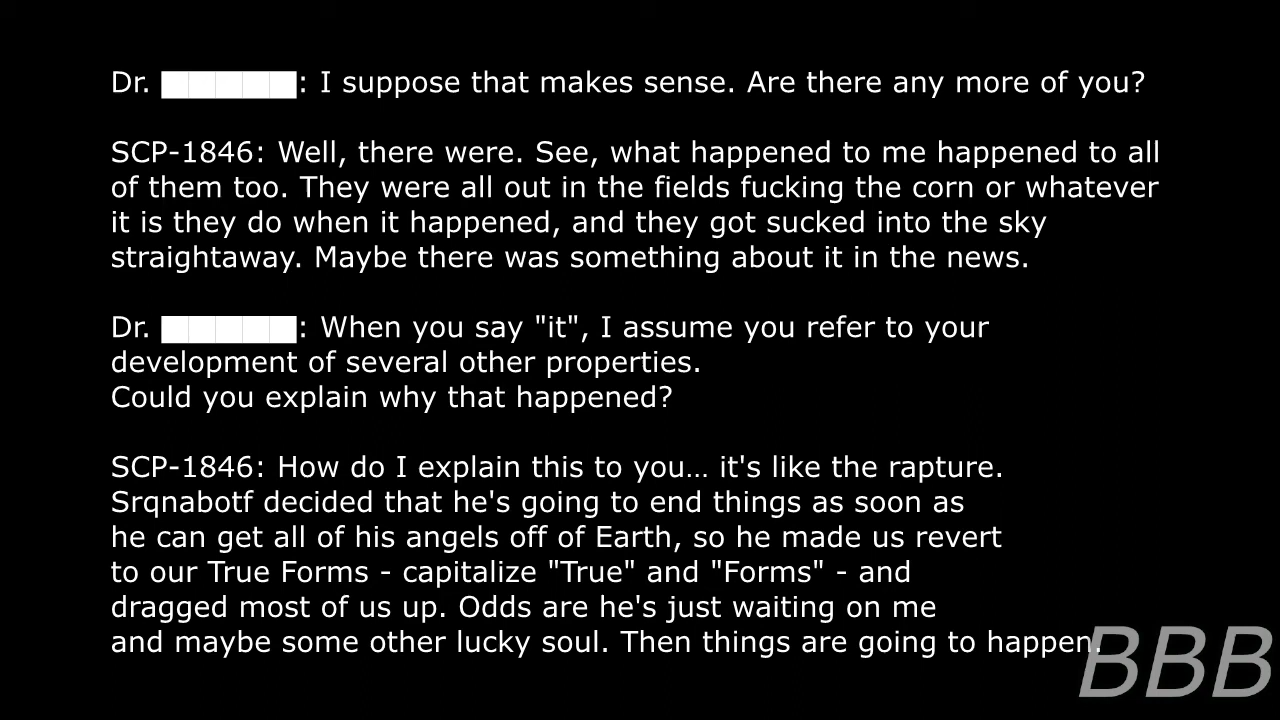 Dr. ██████: I suppose that makes sense. Are there any more of you?
SCP-1846: Well, there were. See, what happened to me happened to all
of them too. They were all out in the fields fucking the corn or whatever
it is they do when it happened, and they got sucked into the sky
straightaway. Maybe there was something about it in the news.
Dr. ██████: When you say "it", I assume you refer to your
development of several other properties.
Could you explain why that happened?
SCP-1846: How do I explain this to you… it's like the rapture.
Srqnabotf decided that he's going to end things as soon as
he can get all of his angels off of Earth, so he made us revert
to our True Forms - capitalize "True" and "Forms" - and
dragged most of us up. Odds are he's just waiting on me
and maybe some other lucky soul. Then things are going to happen.
BBB